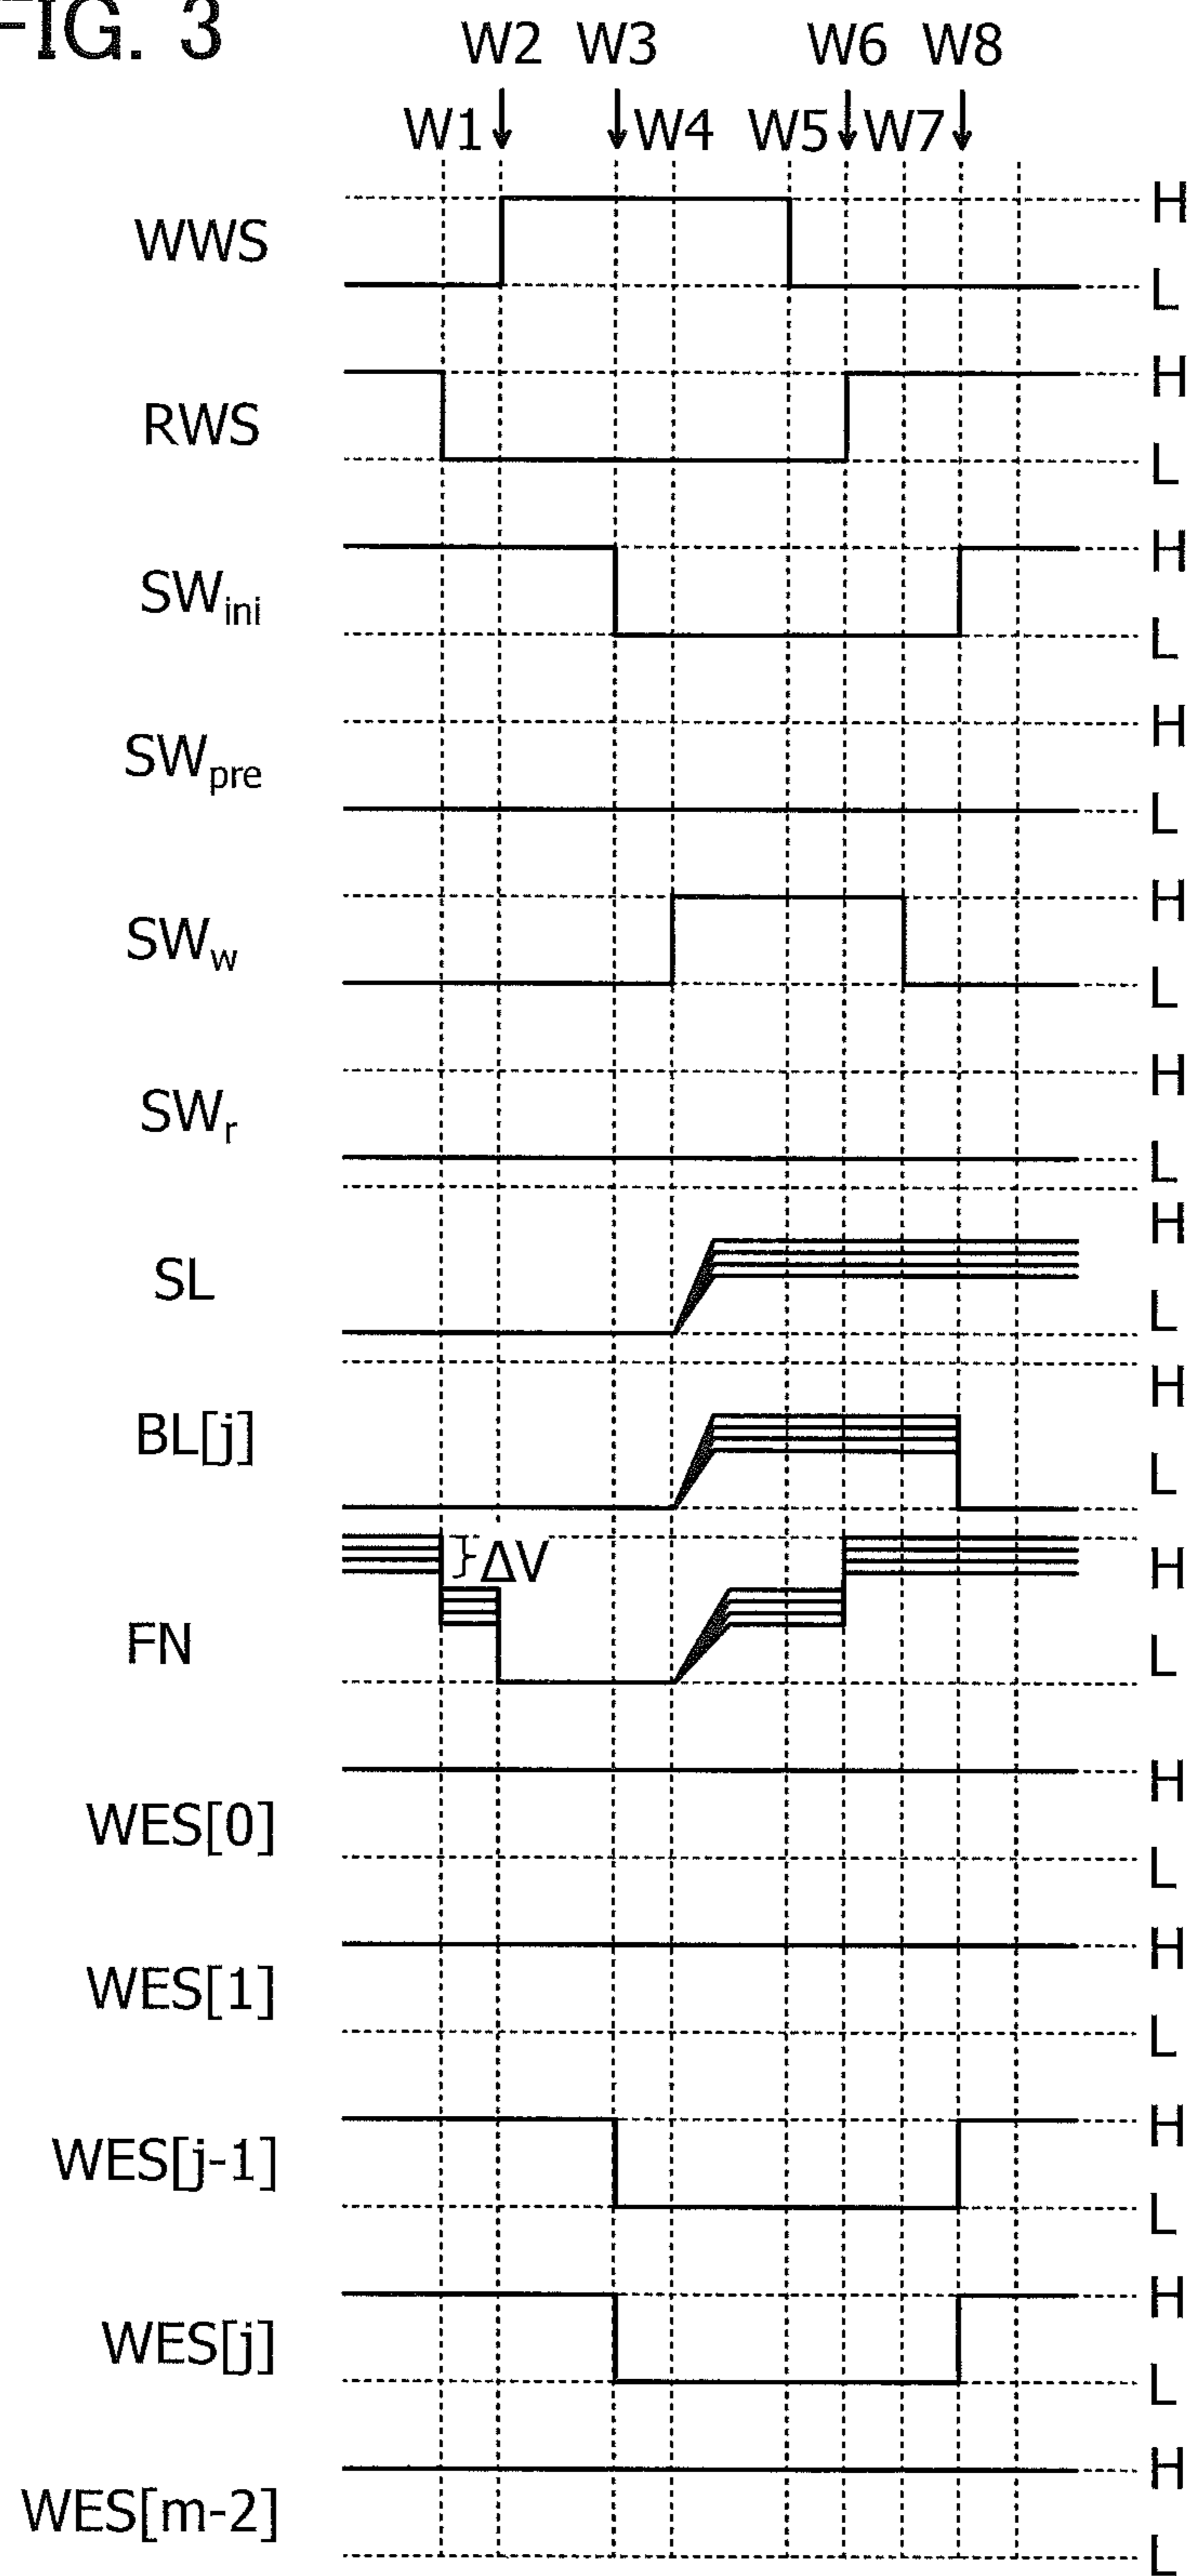 FIG. 3
W2 W3 W6 W8
W1 W4 W5 W7
WWS H
L
RWS H
L
SWini H
L
SWpre H
L
SWw H
L
SWr H
L
SL H
L
BL[j] H
L
ΔV
FN H
L
WES[0] H
L
WES[1] H
L
WES[j-1] H
L
WES[j] H
L
WES[m-2] H
L